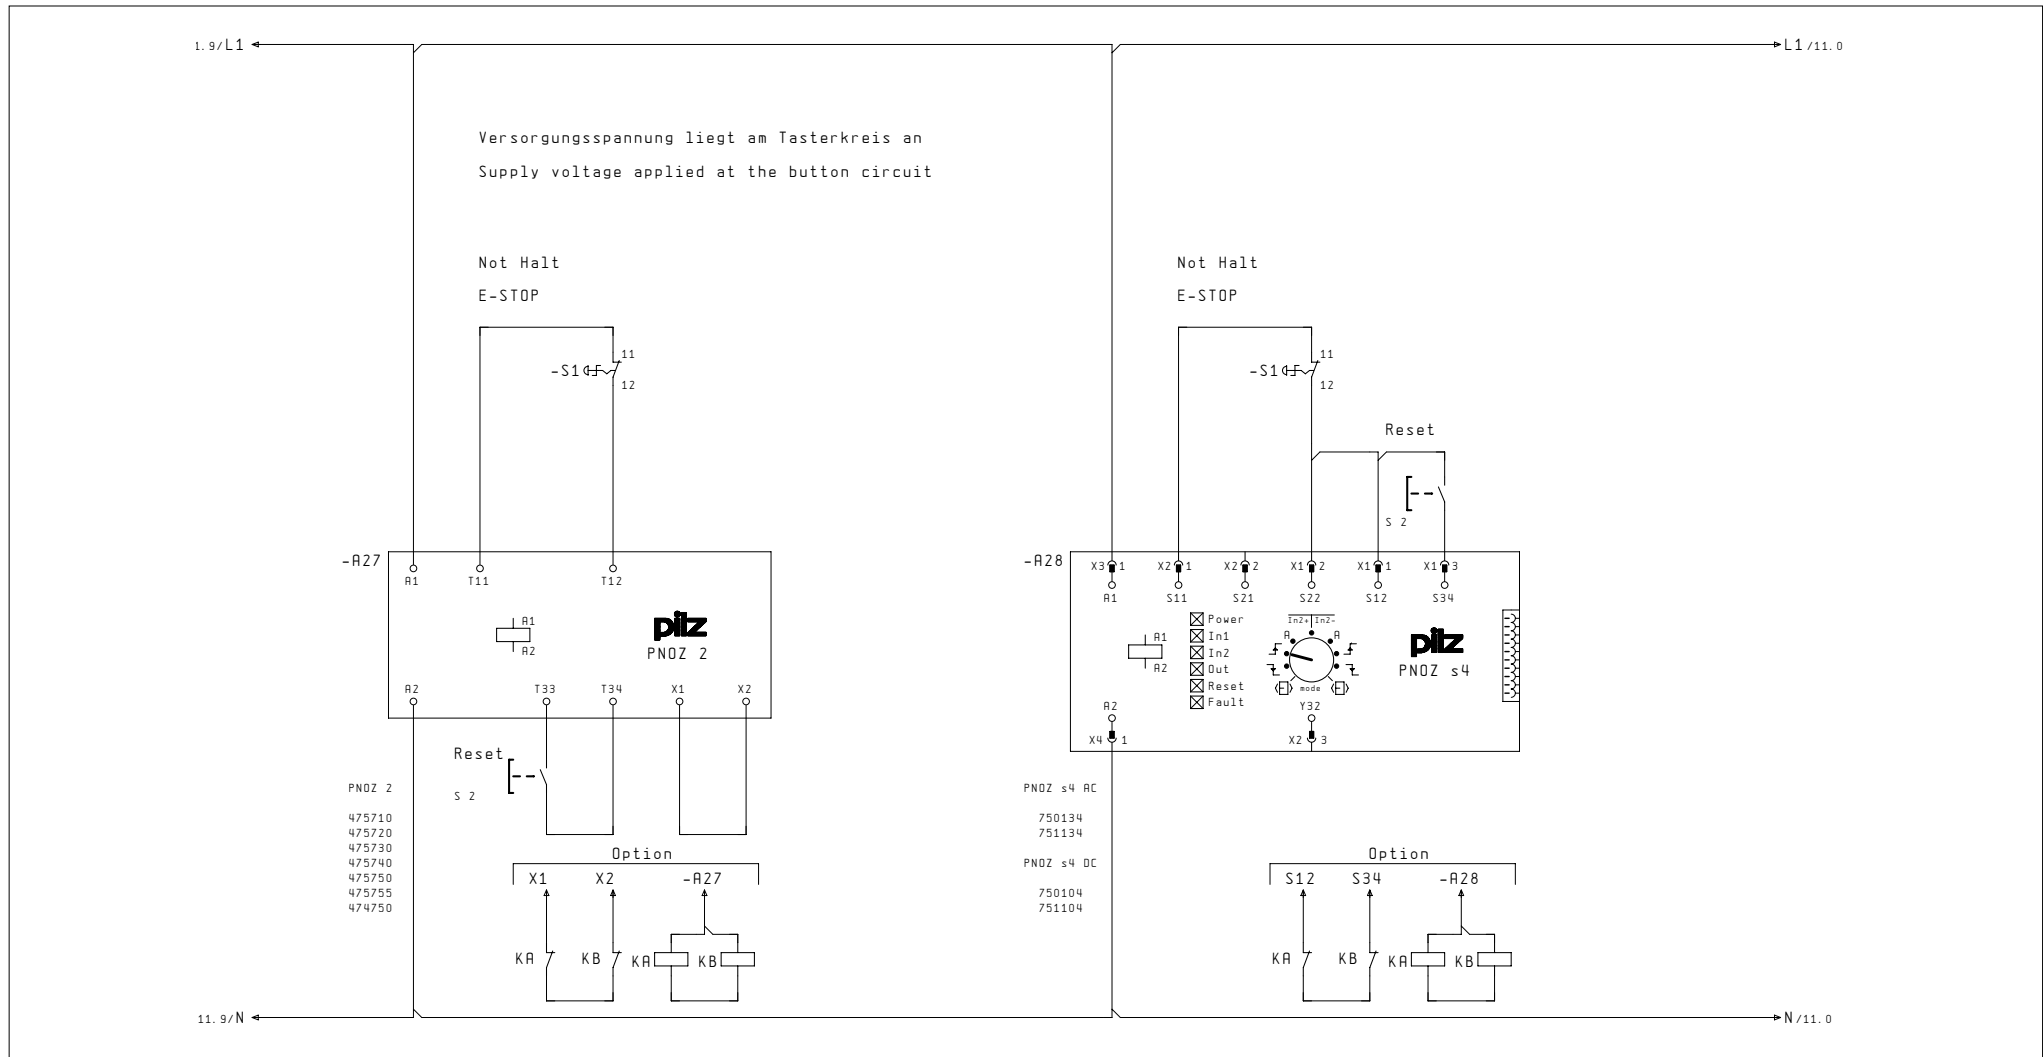 1.9/L1
L1/11.0
Versorgungsspannung liegt am Tasterkreis an
Supply voltage applied at the button circuit
Not Halt
E-STOP
Not Halt
E-STOP
-S1
11
12
-S1
11
12
Reset
S 2
-A27
A1
T11
T12
A1
A2
pilz
PNOZ 2
A2
T33
T34
X1
X2
-A28
X3 1
X2 1
X2 2
X1 2
X1 1
X1 3
A1
S11
S21
S22
S12
S34
A1
A2
Power
In1
In2
Out
Reset
Fault
In2+ In2-
A
A
mode
pilz
PNOZ s4
A2
Y32
X4 1
X2 3
Reset
S 2
PNOZ 2
475710
475720
475730
475740
475750
475755
474750
Option
X1
X2
-A27
KA
KB
KA
KB
PNOZ s4 AC
750134
751134
PNOZ s4 DC
750104
751104
Option
S12
S34
-A28
KA
KB
KA
KB
11.9/N
N/11.0